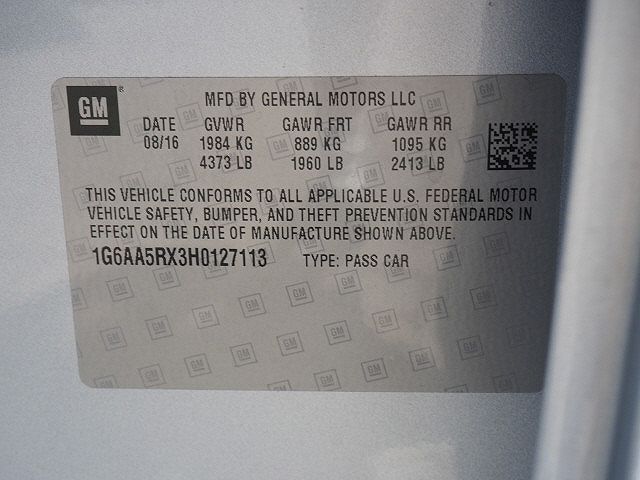 GM ® MFD BY GENERAL MOTORS LLC
DATE GVWR GAWR FRT GAWR RR
08/16 1984 KG 889 KG 1095 KG
4373 LB 1960 LB 2413 LB
THIS VEHICLE CONFORMS TO ALL APPLICABLE U.S. FEDERAL MOTOR
VEHICLE SAFETY, BUMPER, AND THEFT PREVENTION STANDARDS IN
EFFECT ON THE DATE OF MANUFACTURE SHOWN ABOVE.
1G6AA5RX3H0127113 TYPE: PASS CAR